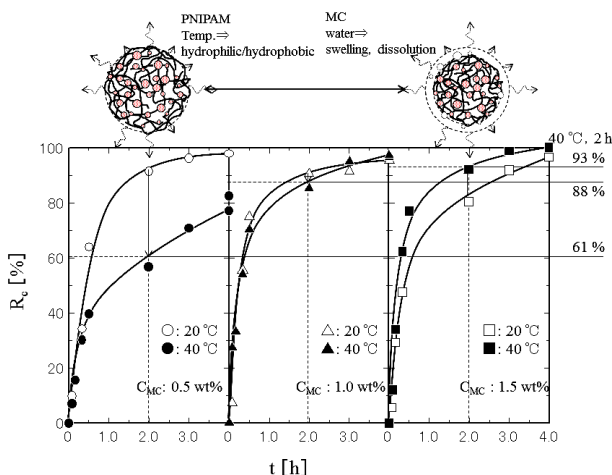 PNIPAM
Temp.⇒
hydrophilic/hydrophobic
MC
water⇒
swelling, dissolution
40 ℃, 2 h
93 %
88 %
61 %
R_c [%]
100
80
60
40
20
0
○: 20 ℃
●: 40 ℃
C_MC: 0.5 wt%
△: 20 ℃
▲: 40 ℃
C_MC : 1.0 wt%
□: 20 ℃
■: 40 ℃
C_MC : 1.5 wt%
0 1.0 2.0 3.0 0 1.0 2.0 3.0 0 1.0 2.0 3.0 4.0
t [h]